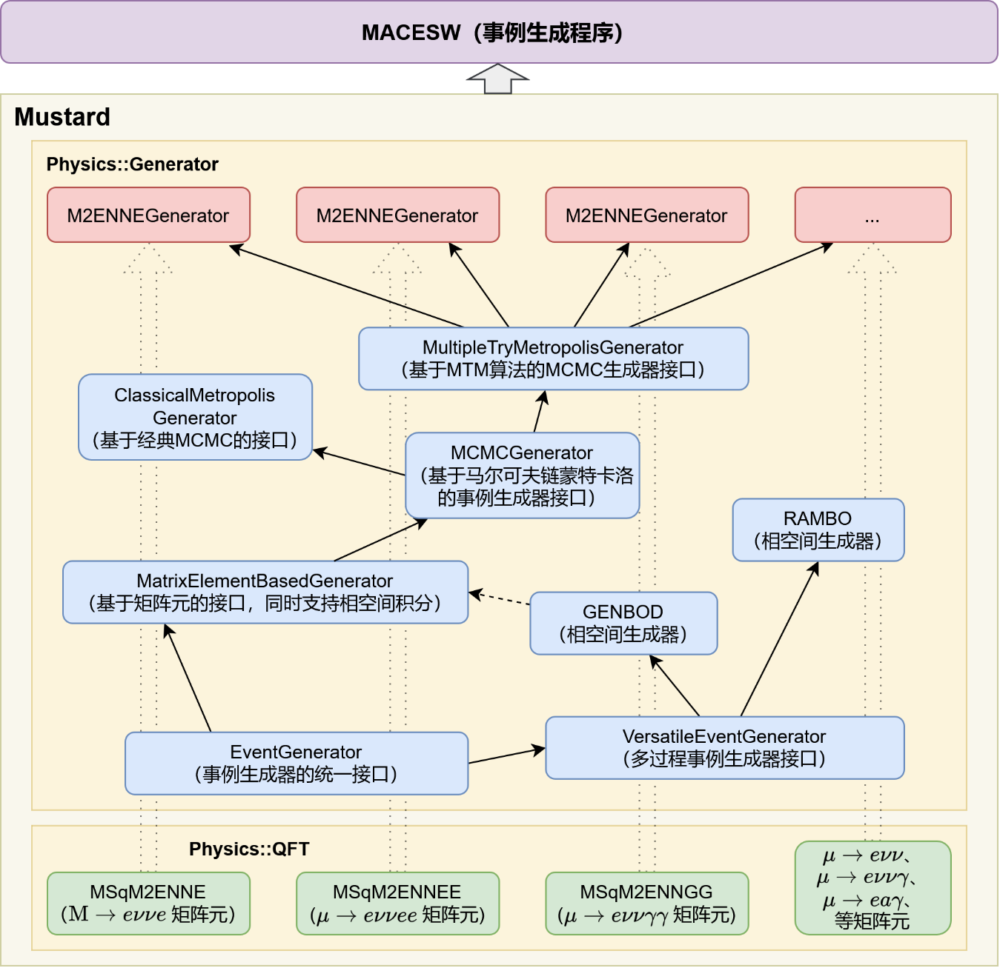 MACESW（事例生成程序）
Mustard
Physics::Generator
M2ENNEGenerator
M2ENNEGenerator
M2ENNEGenerator
...
MultipleTryMetropolisGenerator
（基于MTM算法的MCMC生成器接口）
ClassicalMetropolis
Generator
（基于经典MCMC的接口）
MCMCGenerator
（基于马尔可夫链蒙特卡洛
的事例生成器接口）
RAMBO
（相空间生成器）
MatrixElementBasedGenerator
（基于矩阵元的接口，同时支持相空间积分）
GENBOD
（相空间生成器）
EventGenerator
（事例生成器的统一接口）
VersatileEventGenerator
（多过程事例生成器接口）
Physics::QFT
MSqM2ENNE
（M → eννe 矩阵元）
MSqM2ENNEE
(μ → eννee 矩阵元)
MSqM2ENNGG
(μ → eννγγ 矩阵元)
μ → eνν、
μ → eννγ、
μ → eaγ、
等矩阵元